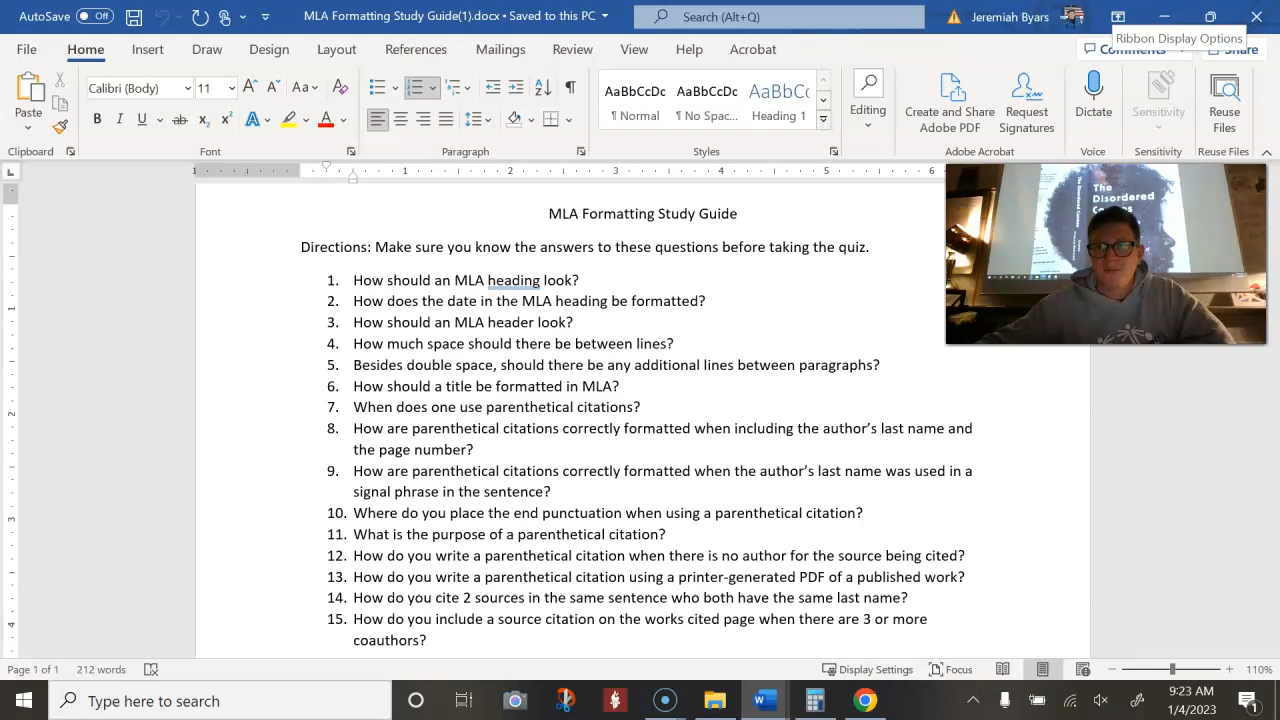 AutoSave Off MLA Formatting Study Guide(1).docx • Saved to this PC Search (Alt+Q) Jeremiah Byars
Ribbon Display Options
File Home Insert Draw Design Layout References Mailings Review View Help Acrobat Comments Share
Calibri (Body) 11 AaBbCcDc AaBbCcDc AaBbCc
Paste ¶ Normal ¶ No Spac... Heading 1 Editing Create and Share Adobe PDF Request Signatures Dictate Sensitivity Reuse Files
Clipboard Font Paragraph Styles Adobe Acrobat Voice Sensitivity Reuse Files
1 1 2 3 4 5 6
MLA Formatting Study Guide
Directions: Make sure you know the answers to these questions before taking the quiz.
1. How should an MLA heading look?
2. How does the date in the MLA heading be formatted?
3. How should an MLA header look?
4. How much space should there be between lines?
5. Besides double space, should there be any additional lines between paragraphs?
6. How should a title be formatted in MLA?
7. When does one use parenthetical citations?
8. How are parenthetical citations correctly formatted when including the author’s last name and
the page number?
9. How are parenthetical citations correctly formatted when the author’s last name was used in a
signal phrase in the sentence?
10. Where do you place the end punctuation when using a parenthetical citation?
11. What is the purpose of a parenthetical citation?
12. How do you write a parenthetical citation when there is no author for the source being cited?
13. How do you write a parenthetical citation using a printer-generated PDF of a published work?
14. How do you cite 2 sources in the same sentence who both have the same last name?
15. How do you include a source citation on the works cited page when there are 3 or more
coauthors?
The
Disordered
Page 1 of 1 212 words Display Settings Focus 110%
Type here to search 9:23 AM
1/4/2023